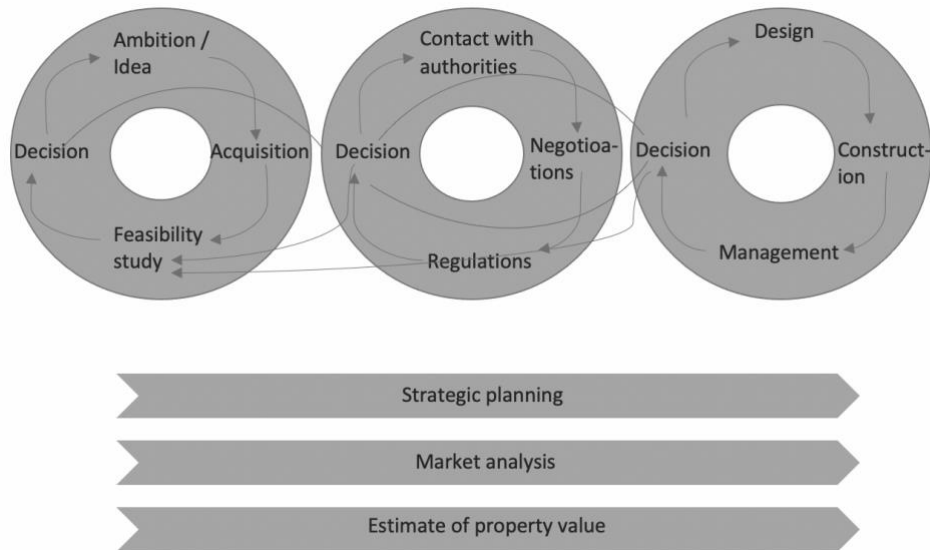 Ambition /
Idea
Decision
Acquisition
Feasibility
study
Contact with
authorities
Decision
Negotioa-
tions
Regulations
Design
Decision
Construct-
ion
Management
Strategic planning
Market analysis
Estimate of property value